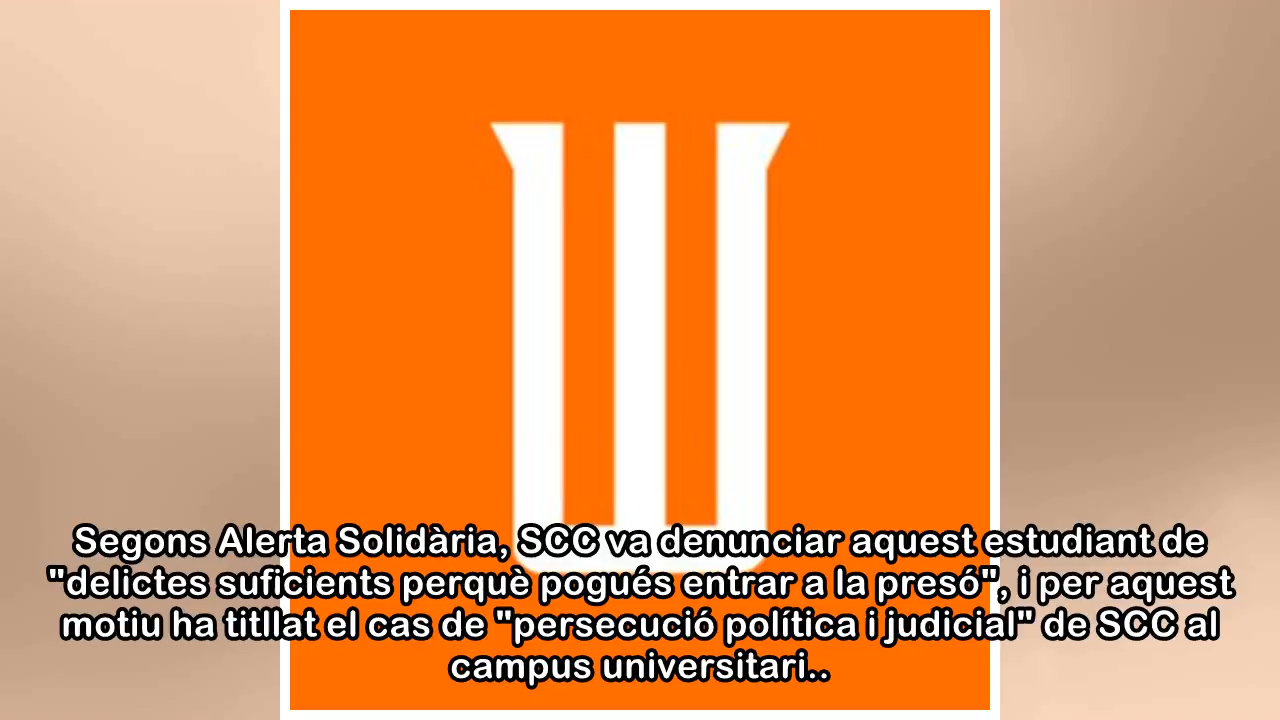 Segons Alerta Solidària, SCC va denunciar aquest estudiant de
"delictes suficients perquè pogués entrar a la presó", i per aquest
motiu ha titllat el cas de "persecució política i judicial" de SCC al
campus universitari..